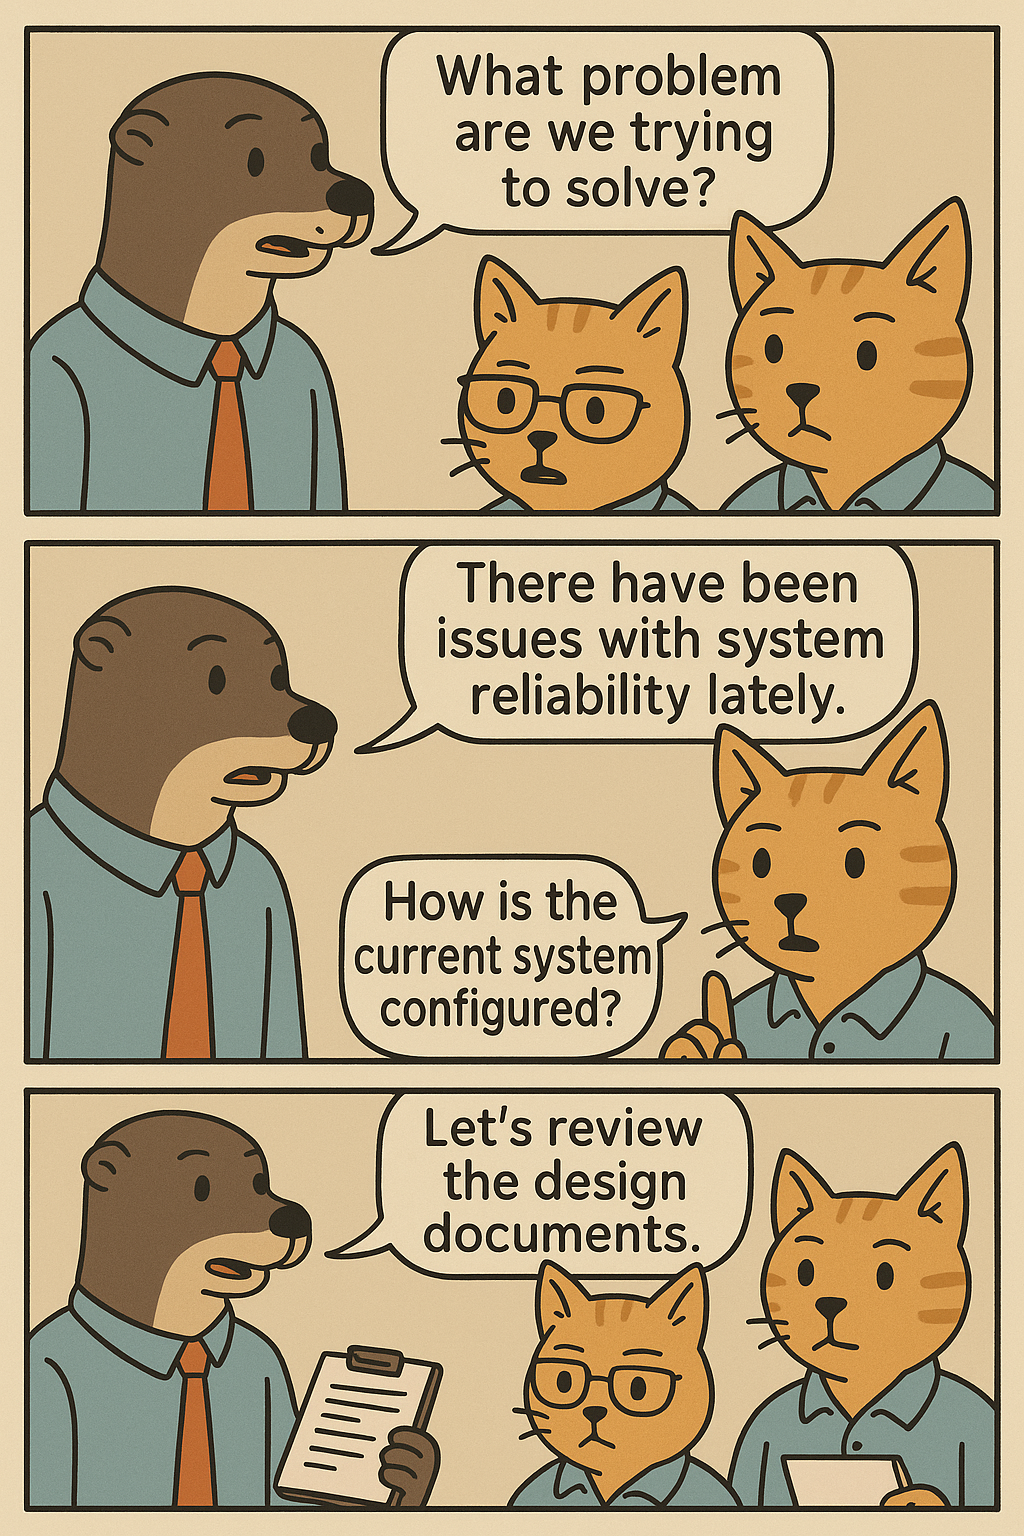 What problem
are we trying
to solve?
There have been
issues with system
reliability lately.
How is the
current system
configured?
Let's review
the design
documents.